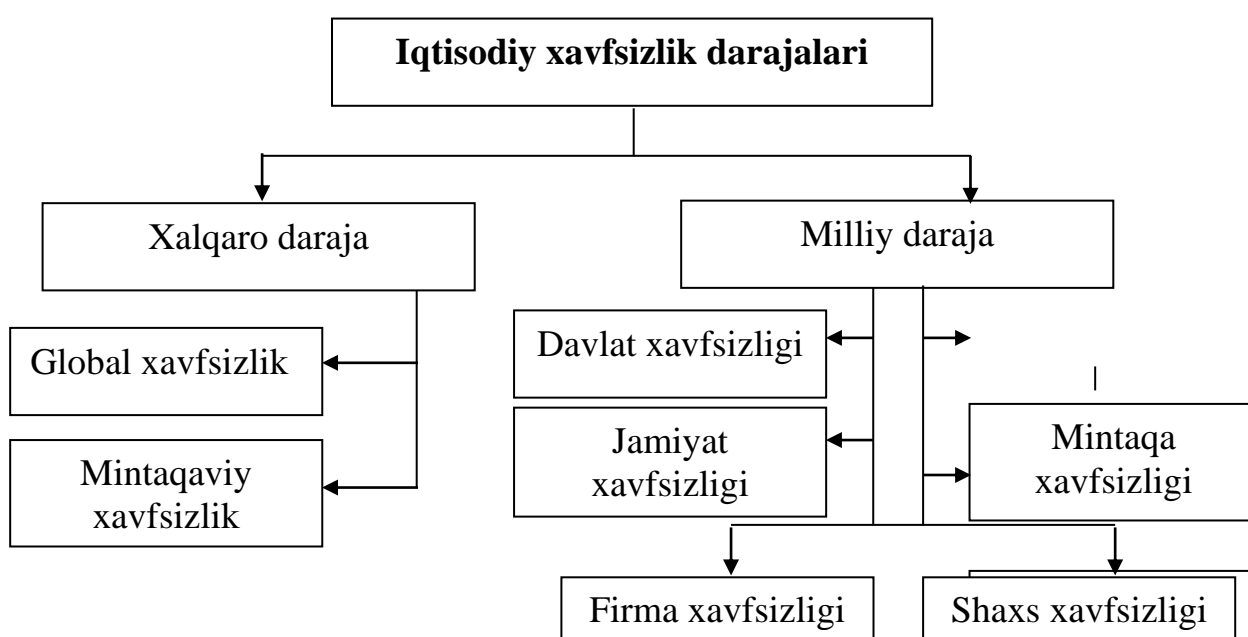 Iqtisodiy xavfsizlik darajalari
Xalqaro daraja
Milliy daraja
Global xavfsizlik
Davlat xavfsizligi
Mintaqaviy
xavfsizlik
Jamiyat
xavfsizligi
Mintaqa
xavfsizligi
Firma xavfsizligi
Shaxs xavfsizligi